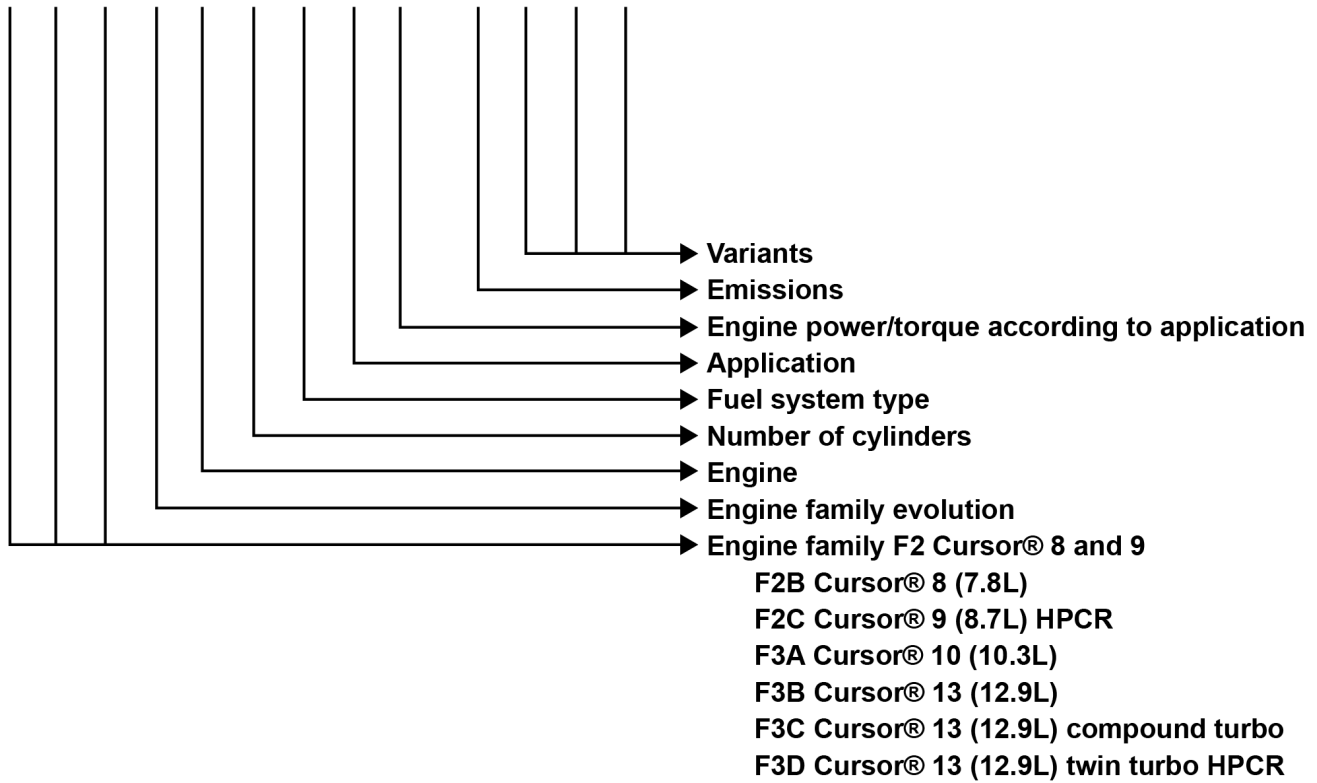 Variants
Emissions
Engine power/torque according to application
Application
Fuel system type
Number of cylinders
Engine
Engine family evolution
Engine family F2 Cursor® 8 and 9
F2B Cursor® 8 (7.8L)
F2C Cursor® 9 (8.7L) HPCR
F3A Cursor® 10 (10.3L)
F3B Cursor® 13 (12.9L)
F3C Cursor® 13 (12.9L) compound turbo
F3D Cursor® 13 (12.9L) twin turbo HPCR